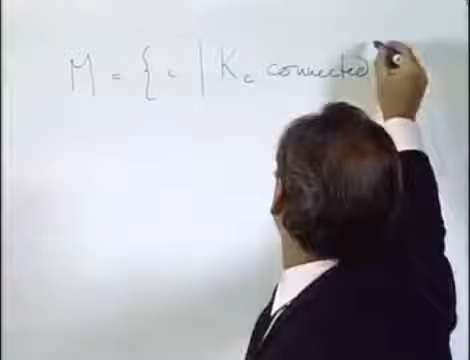 M = { c | K_c connected